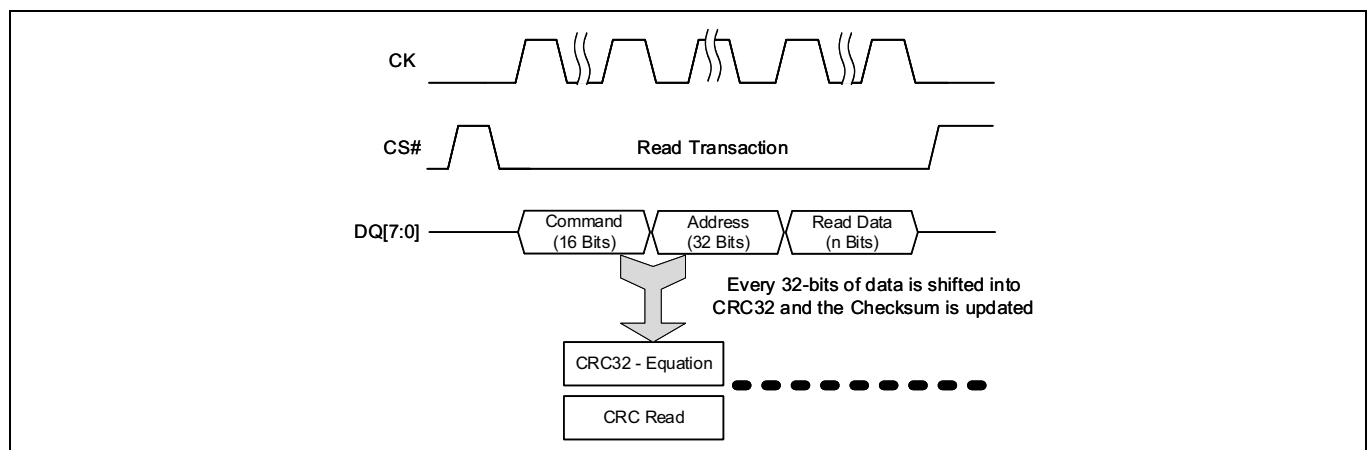 CK
CS#
Read Transaction
DQ[7:0]
Command
(16 Bits)
Address
(32 Bits)
Read Data
(n Bits)
Every 32-bits of data is shifted into
CRC32 and the Checksum is updated
CRC32 - Equation
CRC Read